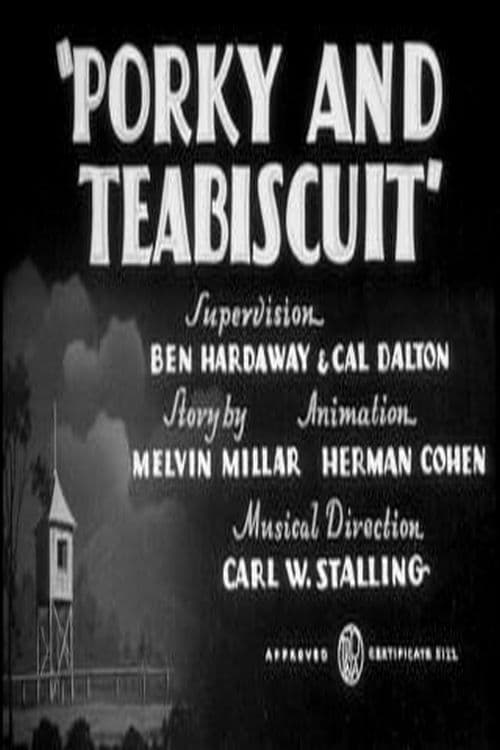 "PORKY AND
TEABISCUIT"
Supervision
BEN HARDAWAY & CAL DALTON
Story by Animation
MELVIN MILLAR HERMAN COHEN
Musical Direction
CARL W. STALLING
APPROVED CERTIFICATE